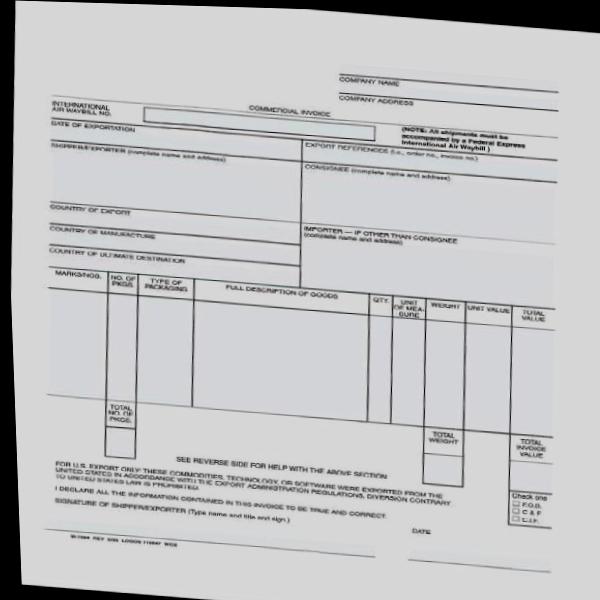 COMPANY NAME
COMPANY ADDRESS
INTERNATIONAL
AIR WAYBILL NO.
COMMERCIAL INVOICE
(NOTE: All shipments must be
accompanied by a Federal Express
International Air Waybill.)
DATE OF EXPORTATION
EXPORT REFERENCES (i.e., order no., invoice no.)
SHIPPER/EXPORTER (complete name and address)
CONSIGNEE (complete name and address)
COUNTRY OF EXPORT
IMPORTER — IF OTHER THAN CONSIGNEE
(complete name and address)
COUNTRY OF MANUFACTURE
COUNTRY OF ULTIMATE DESTINATION
MARKS/NOS.
NO. OF
PKGS.
TYPE OF
PACKAGING
FULL DESCRIPTION OF GOODS
QTY.
UNIT
OF MEA-
SURE
WEIGHT
UNIT VALUE
TOTAL
VALUE
TOTAL
NO. OF
PKGS.
TOTAL
WEIGHT
TOTAL
INVOICE
VALUE
SEE REVERSE SIDE FOR HELP WITH THE ABOVE SECTION
FOR U.S. EXPORT ONLY: THESE COMMODITIES, TECHNOLOGY, OR SOFTWARE WERE EXPORTED FROM THE
UNITED STATES IN ACCORDANCE WITH THE EXPORT ADMINISTRATION REGULATIONS, DIVERSION CONTRARY
TO UNITED STATES LAW IS PROHIBITED.
Check one
F.O.B.
C & F
C.I.F.
I DECLARE ALL THE INFORMATION CONTAINED IN THIS INVOICE TO BE TRUE AND CORRECT.
SIGNATURE OF SHIPPER/EXPORTER (Type name and title and sign.)
DATE